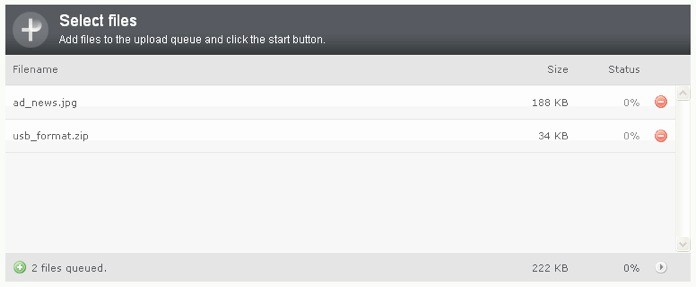 Select files
Add files to the upload queue and click the start button.
Filename Size Status
ad_news.jpg 188 KB 0%
usb_format.zip 34 KB 0%
2 files queued. 222 KB 0%